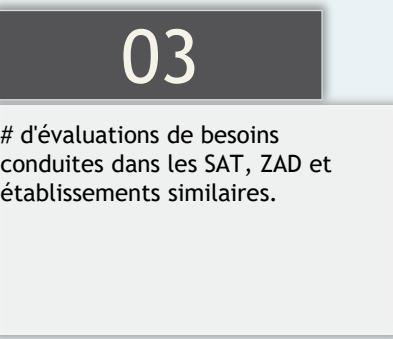 03
# d'évaluations de besoins
conduites dans les SAT, ZAD et
établissements similaires.